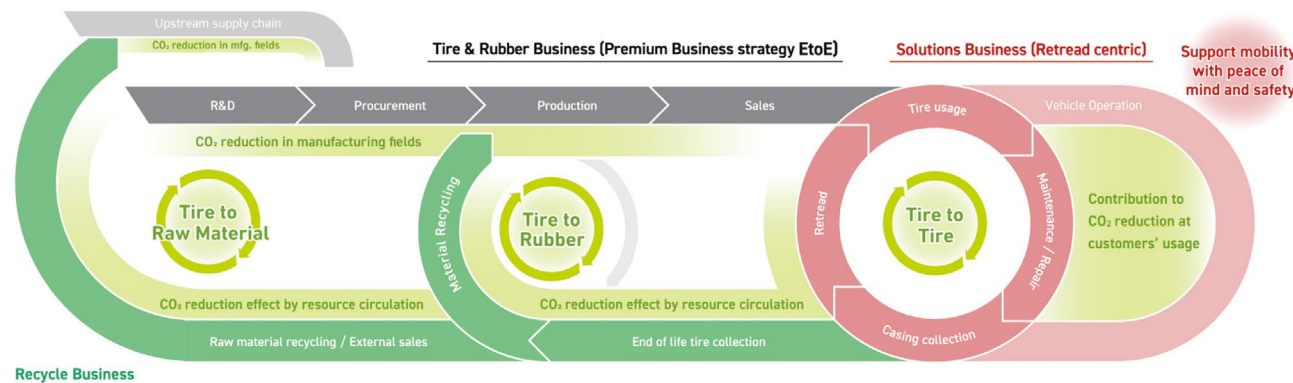 Upstream supply chain
CO₂ reduction in mfg. fields
Tire & Rubber Business (Premium Business strategy EtoE)
Solutions Business (Retread centric)
Support mobility
with peace of
mind and safety
R&D
Procurement
Production
Sales
Tire usage
Vehicle Operation
CO₂ reduction in manufacturing fields
Tire to
Raw Material
Material Recycling
Tire to
Rubber
Retread
Tire to
Tire
Maintenance / Repair
Contribution to
CO₂ reduction at
customers' usage
CO₂ reduction effect by resource circulation
CO₂ reduction effect by resource circulation
Casing collection
Raw material recycling / External sales
End of life tire collection
Recycle Business